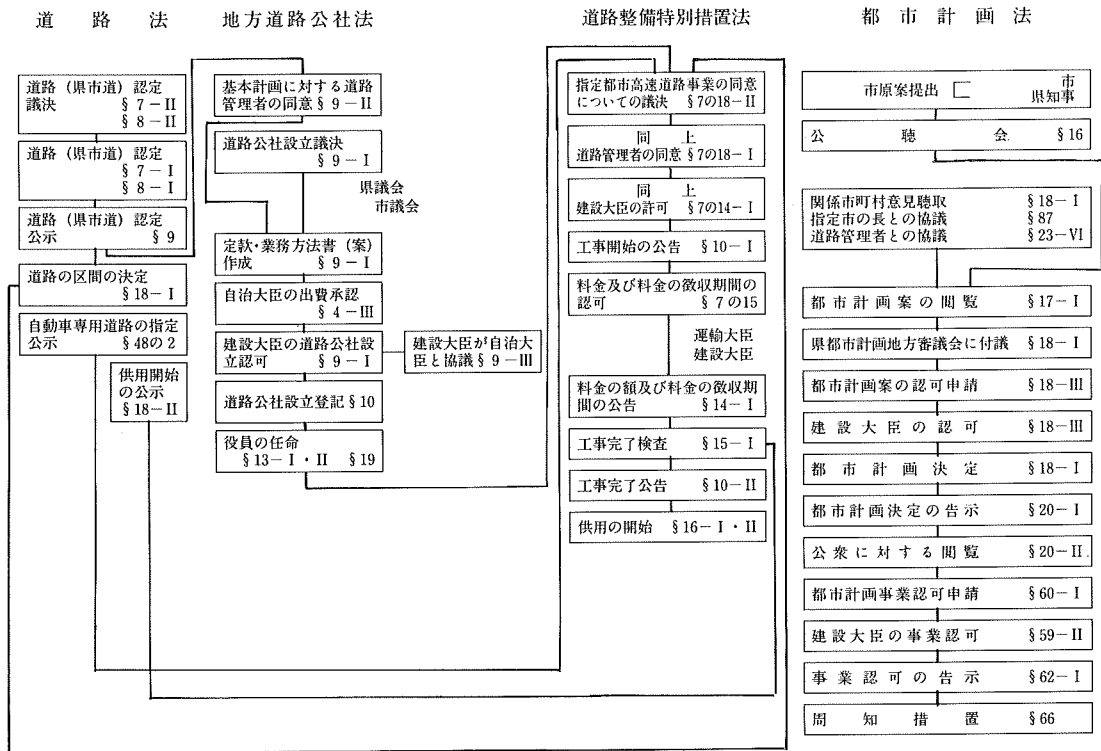 道路法
道路（県市道）認定
議決 § 7－II
§ 8－II
道路（県市道）認定
§ 7－I
§ 8－I
道路（県市道）認定
公示 § 9
道路の区間の決定
§18－I
自動車専用道路の指定
公示 §48の2
供用開始
の公示
§18－II
地方道路公社法
基本計画に対する道路
管理者の同意 § 9－II
道路公社設立議決
§ 9－I
県議会
市議会
定款・業務方法書（案）
作成 § 9－I
自治大臣の出費承認
§ 4－III
建設大臣の道路公社設
立認可 § 9－I
建設大臣が自治大
臣と協議 § 9－III
道路公社設立登記 §10
役員の任命
§13－I・II §19
道路整備特別措置法
指定都市高速道路事業の同意
についての議決 §7の18－II
同上
道路管理者の同意 §7の18－I
同上
建設大臣の許可 §7の14－I
工事開始の公告 §10－I
料金及び料金の徴収期間の
認可 § 7の15
運輸大臣
建設大臣
料金の額及び料金の徴収期
間の公告 §14－I
工事完了検査 §15－I
工事完了公告 §10－II
供用の開始 §16－I・II
都市計画法
市原案提出 市
県知事
公聴会 §16
関係市町村意見聴取 §18－I
指定市の長との協議 §87
道路管理者との協議 §23－VI
都市計画案の閲覧 §17－I
県都市計画地方審議会に付議 §18－I
都市計画案の認可申請 §18－III
建設大臣の認可 §18－III
都市計画決定 §18－I
都市計画決定の告示 §20－I
公衆に対する閲覧 §20－II
都市計画事業認可申請 §60－I
建設大臣の事業認可 §59－II
事業認可の告示 §62－I
周知措置 §66